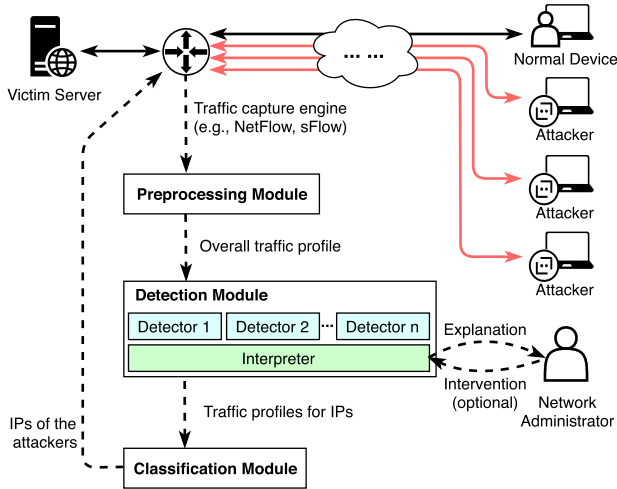 ... ...
Victim Server
Normal Device
Traffic capture engine
(e.g., NetFlow, sFlow)
Attacker
Preprocessing Module
Attacker
Overall traffic profile
Attacker
Detection Module
Detector 1
Detector 2
...
Detector n
Interpreter
Explanation
Intervention
(optional)
Network
Administrator
Traffic profiles for IPs
IPs of the
attackers
Classification Module